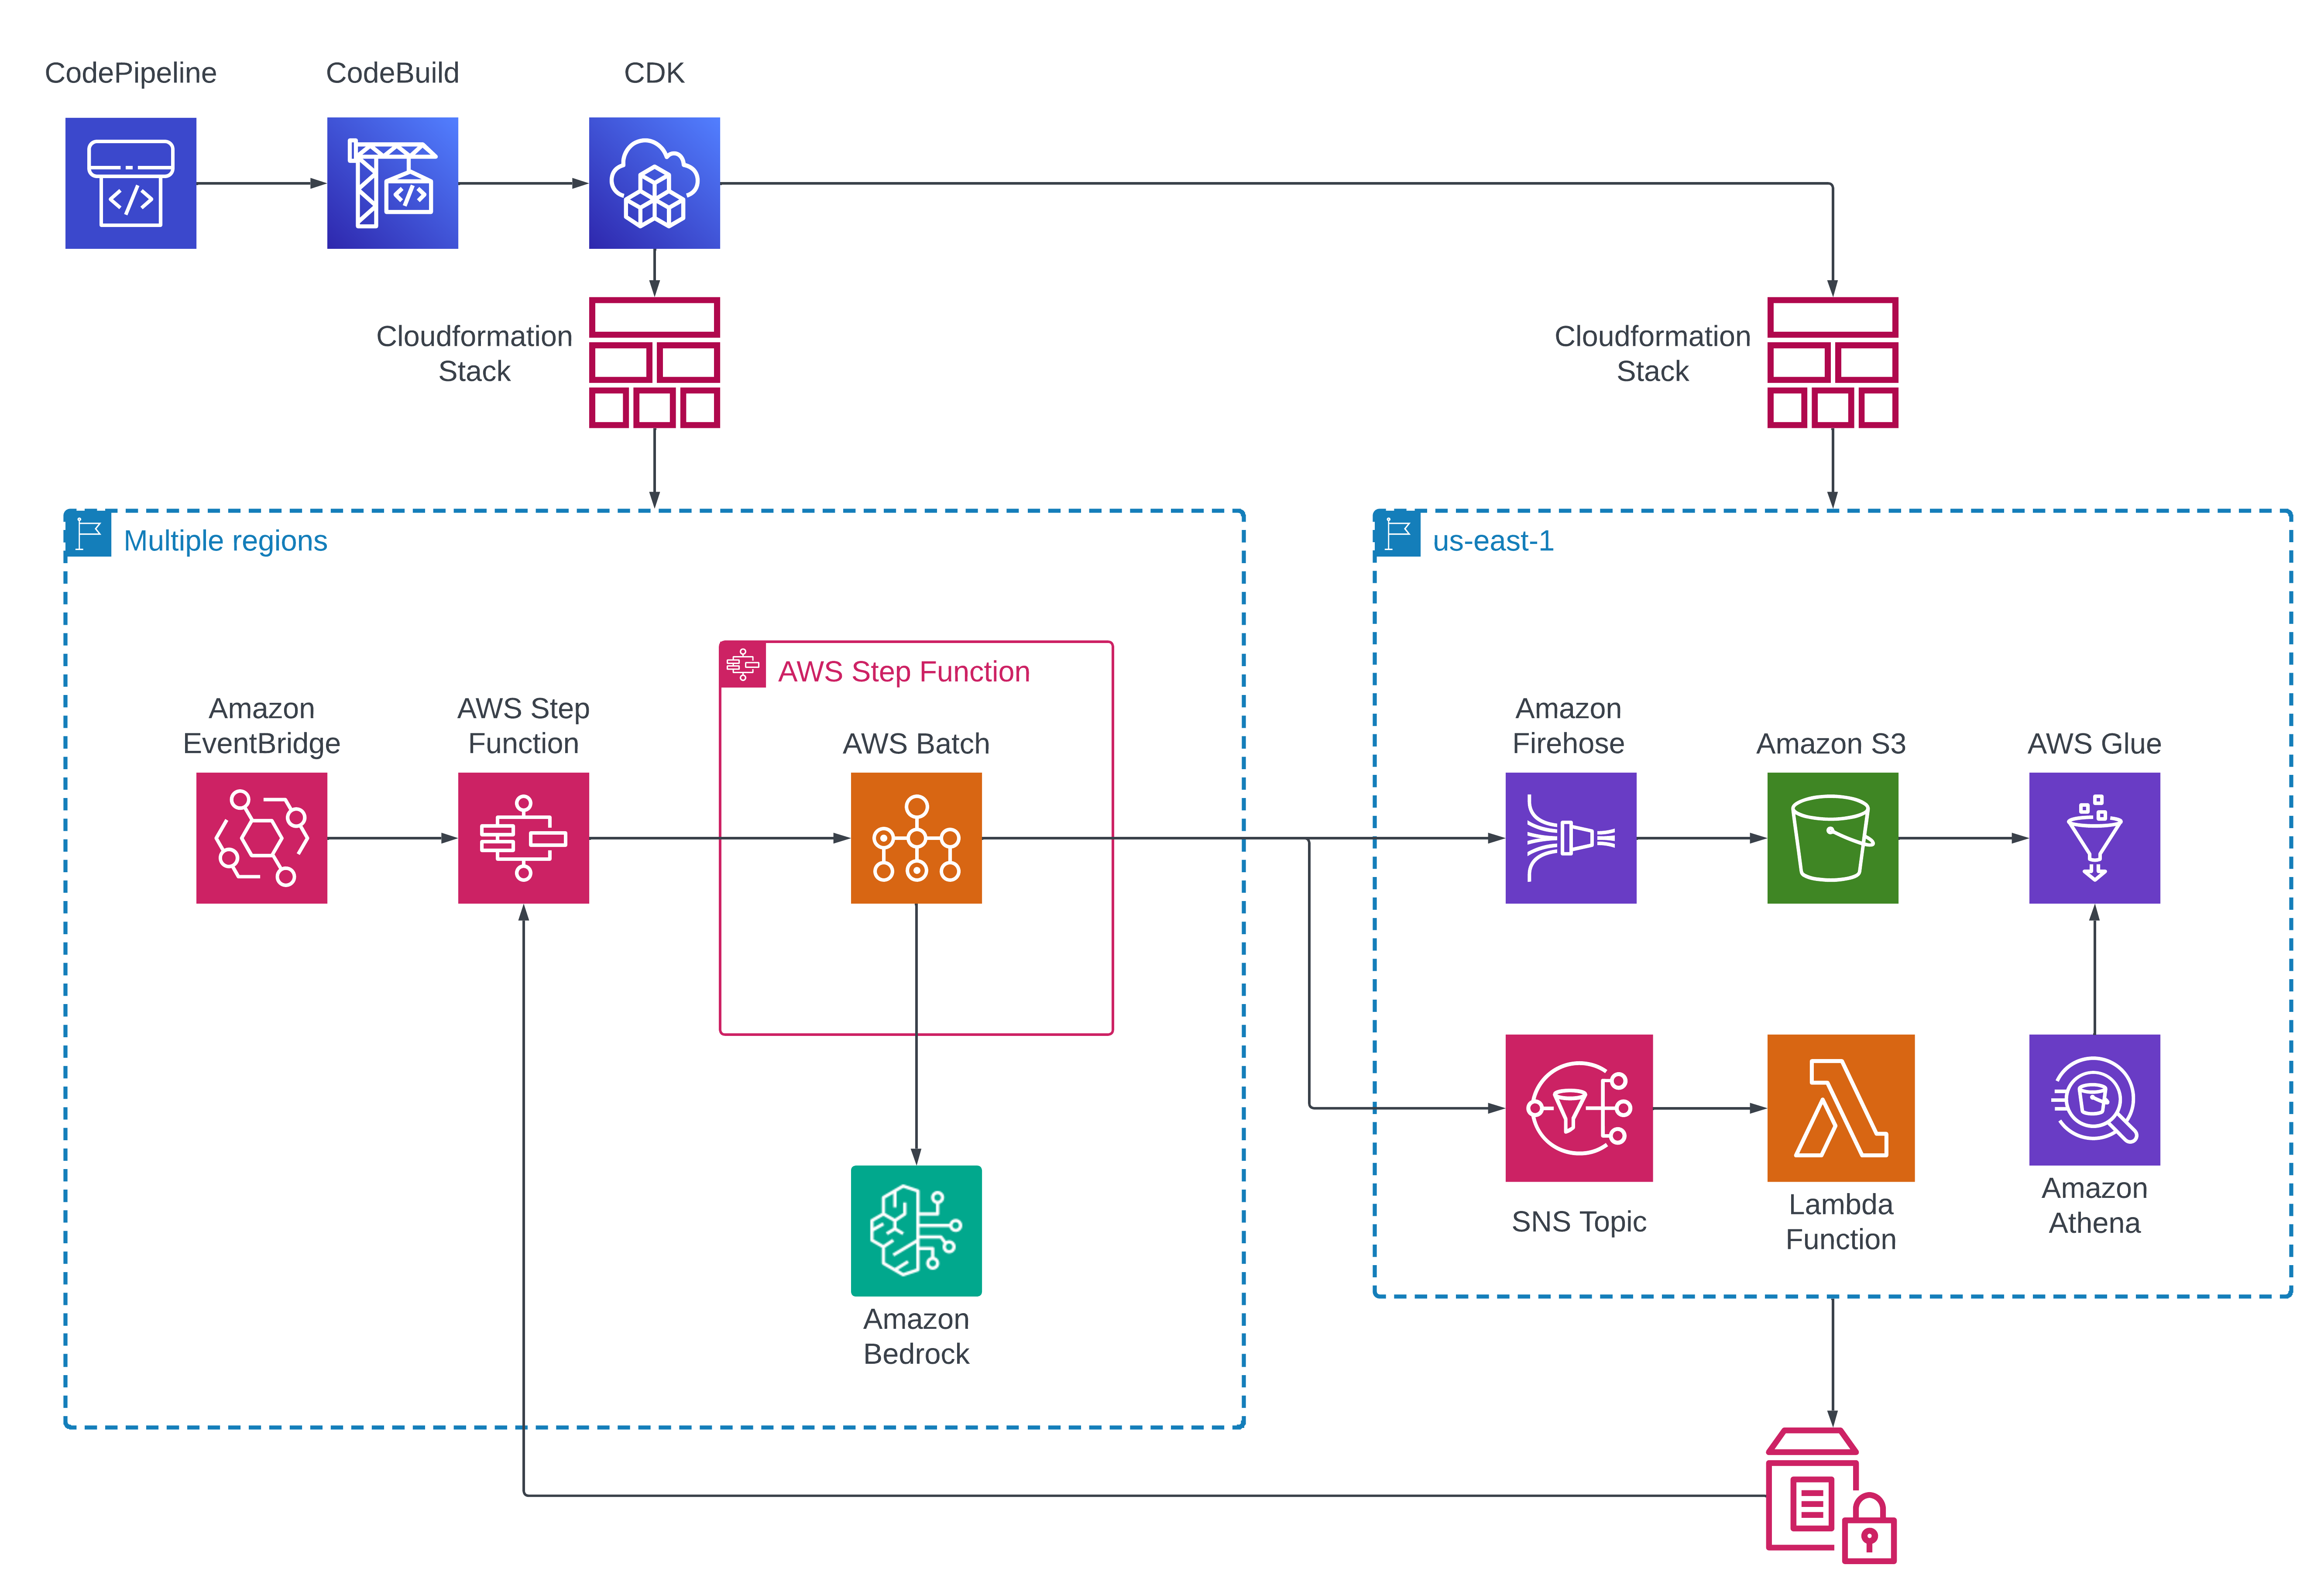 CodePipeline
CodeBuild
CDK
Cloudformation
Stack
Cloudformation
Stack
Multiple regions
us-east-1
AWS Step Function
Amazon
EventBridge
AWS Step
Function
AWS Batch
Amazon
Firehose
Amazon S3
AWS Glue
SNS Topic
Lambda
Function
Amazon
Athena
Amazon
Bedrock